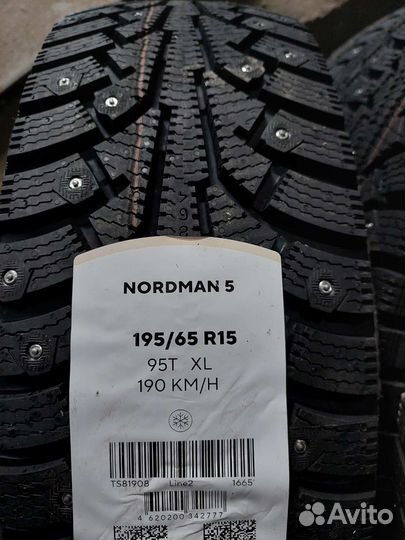 NORDMAN 5
195/65 R15
95T XL
190 KM/H
TS81908 Line2 1665'
4 620200 342777
Avito